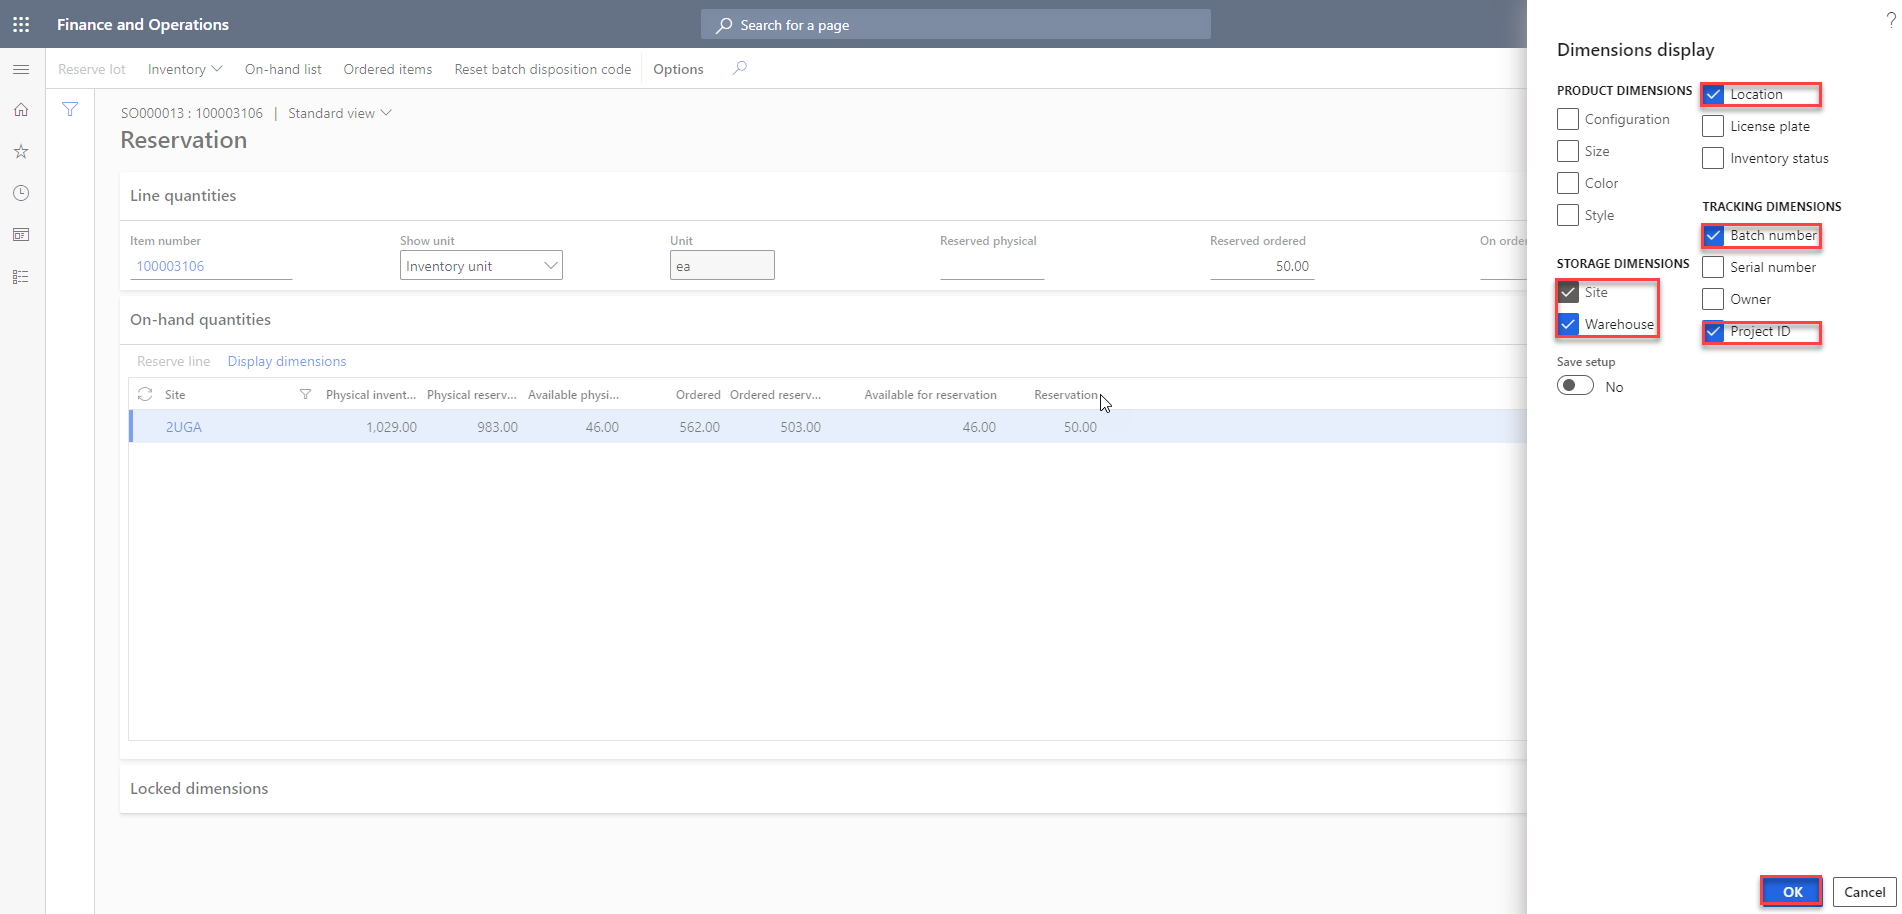 Finance and Operations
Search for a page
?
Reserve lot
Inventory
On-hand list
Ordered items
Reset batch disposition code
Options
SO000013 : 100003106 | Standard view
Reservation
Line quantities
Item number
Show unit
Unit
Reserved physical
Reserved ordered
On order
100003106
Inventory unit
ea
50.00
On-hand quantities
Reserve line
Display dimensions
Site
Physical invent...
Physical reserv...
Available physi...
Ordered
Ordered reserv...
Available for reservation
Reservation
2UGA
1,029.00
983.00
46.00
562.00
503.00
46.00
50.00
Locked dimensions
Dimensions display
PRODUCT DIMENSIONS
Configuration
Size
Color
Style
STORAGE DIMENSIONS
Site
Warehouse
Save setup
No
Location
License plate
Inventory status
TRACKING DIMENSIONS
Batch number
Serial number
Owner
Project ID
OK
Cancel